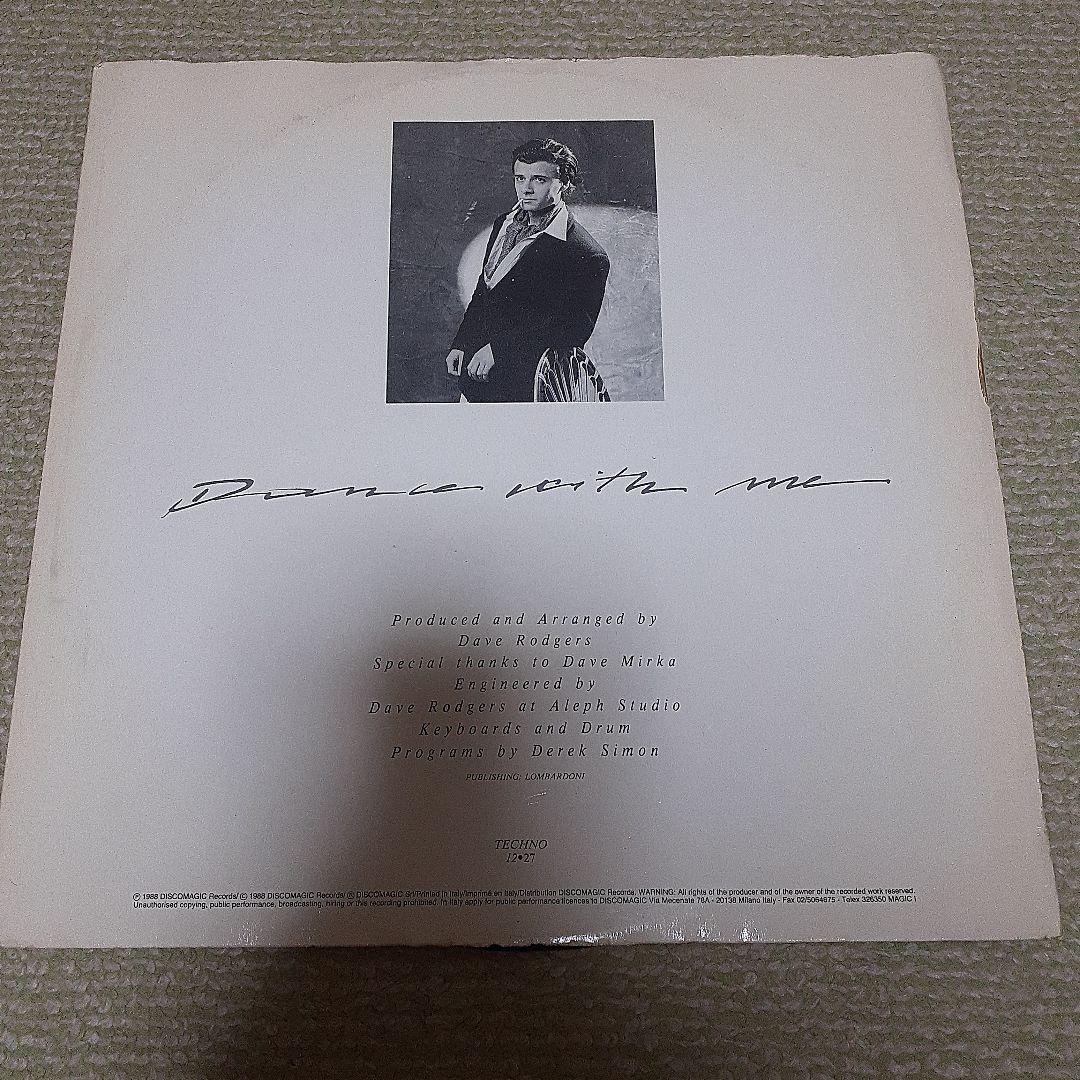 Dance with me
Produced and Arranged by
Dave Rodgers
Special thanks to Dave Mirka
Engineered by
Dave Rodgers at Aleph Studio
Keyboards and Drum
Programs by Derek Simon
PUBLISHING: LOMBARDONI
TECHNO
12•27
Ⓟ 1988 DISCOMAGIC Records/ © 1988 DISCOMAGIC Records/ Ⓟ DISCOMAGIC Srl/Printed in Italy/Imprimé en Italy/Distribution DISCOMAGIC Records. WARNING: All rights of the producer and of the owner of the recorded work reserved.
Unauthorised copying, public performance, broadcasting, hiring or this recording prohibited. In Italy apply for public performance licences to DISCOMAGIC Via Mecenate 78A - 20138 Milano Italy - Fax 02/5064675 - Telex 326350 MAGIC I